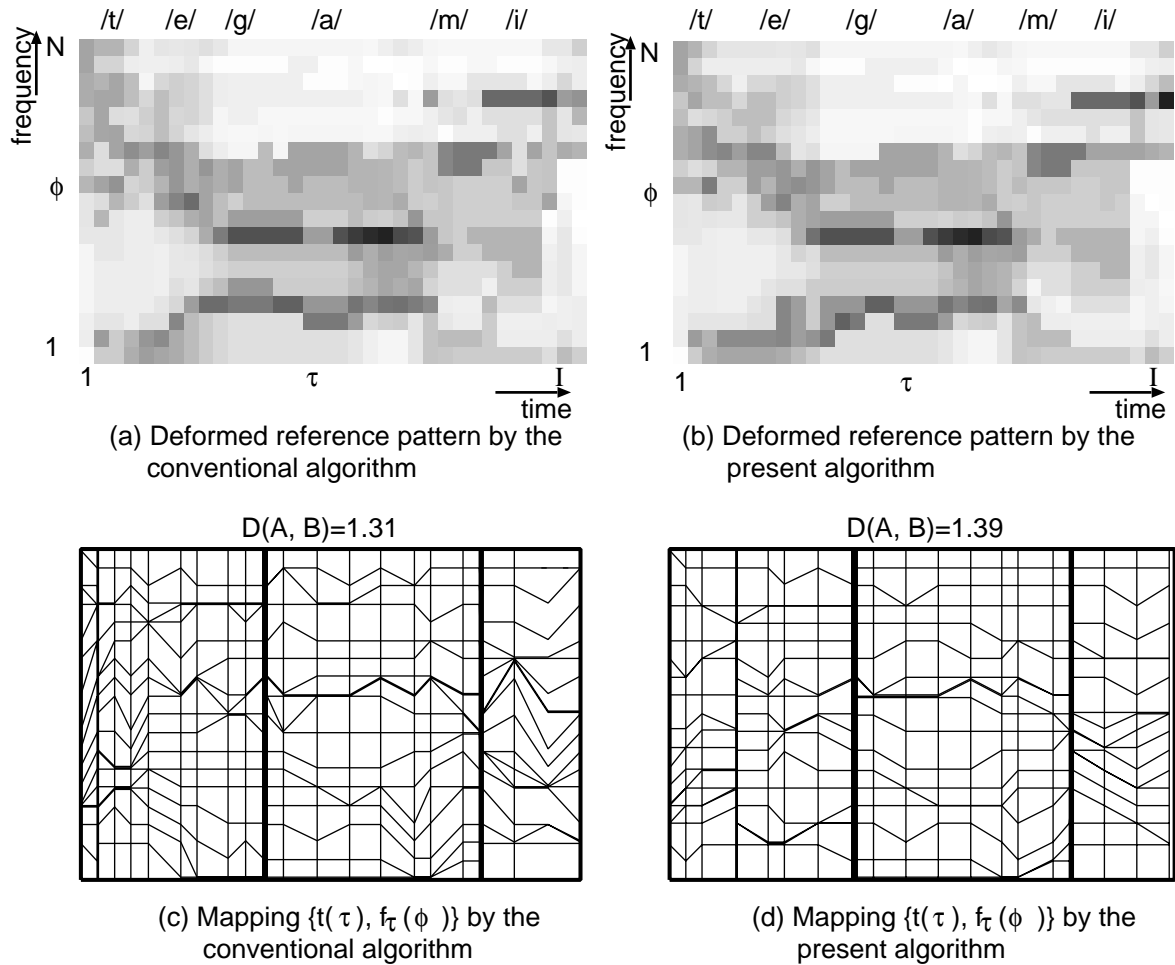 /t/ /e/ /g/ /a/ /m/ /i/
frequency
N
φ
1
1 τ I
time
(a) Deformed reference pattern by the
conventional algorithm
/t/ /e/ /g/ /a/ /m/ /i/
frequency
N
φ
1
1 τ I
time
(b) Deformed reference pattern by the
present algorithm
D(A, B)=1.31
(c) Mapping {t(τ), fτ(φ )} by the
conventional algorithm
D(A, B)=1.39
(d) Mapping {t(τ), fτ(φ )} by the
present algorithm